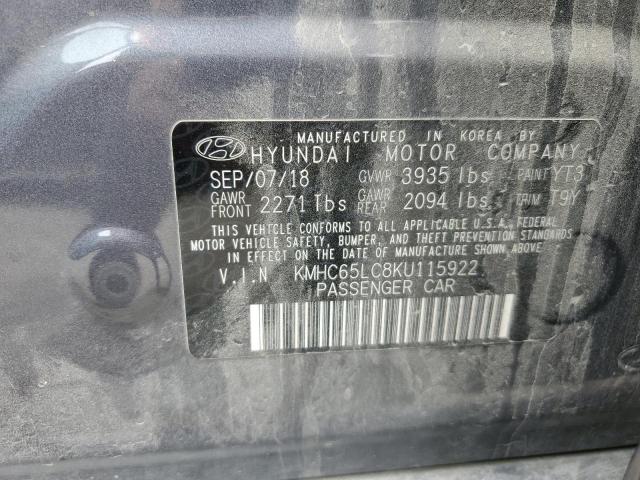 MANUFACTURED IN KOREA BY
HYUNDAI MOTOR COMPANY
SEP/07/18 GVWR 3935 lbs PAINT YT3
GAWR FRONT 2271 lbs GAWR REAR 2094 lbs TRIM T9Y
THIS VEHICLE CONFORMS TO ALL APPLICABLE U.S.A. FEDERAL
MOTOR VEHICLE SAFETY, BUMPER, AND THEFT PREVENTION STANDARDS
IN EFFECT ON THE DATE OF MANUFACTURE SHOWN ABOVE.
V.I.N KMHC65LC8KU115922
PASSENGER CAR